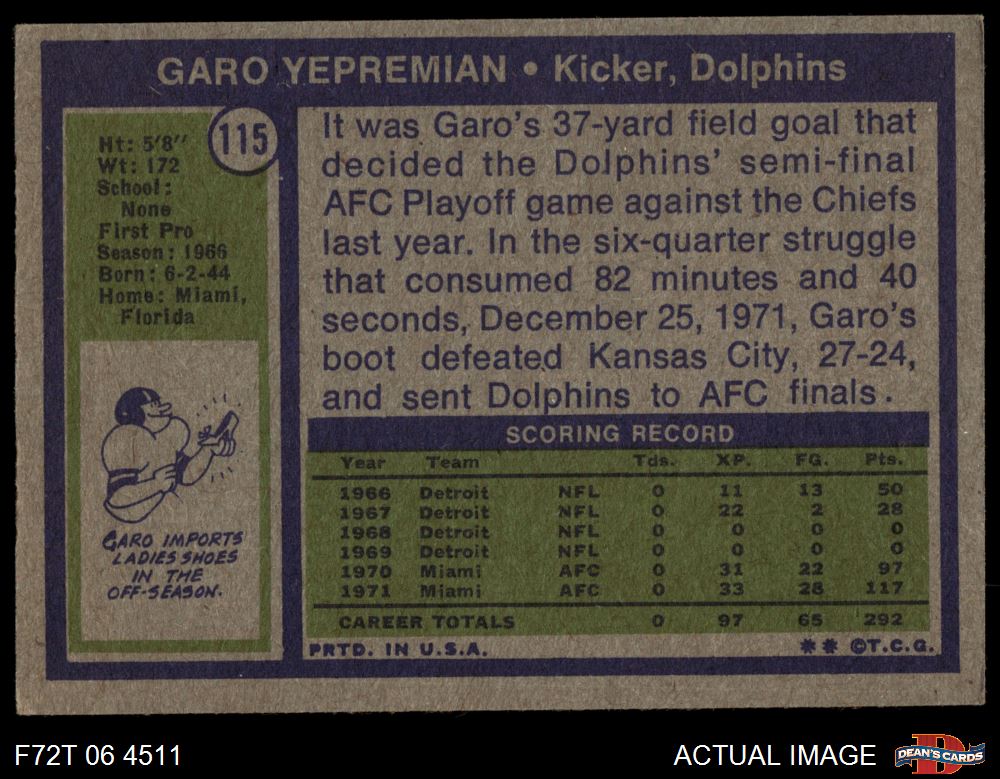 GARO YEPREMIAN • Kicker, Dolphins
115
Ht: 5'8"
Wt: 172
School:
None
First Pro
Season: 1966
Born: 6-2-44
Home: Miami,
Florida
GARO IMPORTS
LADIES SHOES
IN THE
OFF-SEASON.
It was Garo's 37-yard field goal that
decided the Dolphins' semi-final
AFC Playoff game against the Chiefs
last year. In the six-quarter struggle
that consumed 82 minutes and 40
seconds, December 25, 1971, Garo's
boot defeated Kansas City, 27-24,
and sent Dolphins to AFC finals.
SCORING RECORD
Year Team Tds. XP. FG. Pts.
1966 Detroit NFL 0 11 13 50
1967 Detroit NFL 0 22 2 28
1968 Detroit NFL 0 0 0 0
1969 Detroit NFL 0 0 0 0
1970 Miami AFC 0 31 22 97
1971 Miami AFC 0 33 28 117
CAREER TOTALS 0 97 65 292
PRTD. IN U.S.A. ** ©T.C.G.
F72T 06 4511
ACTUAL IMAGE
DEAN'S CARDS